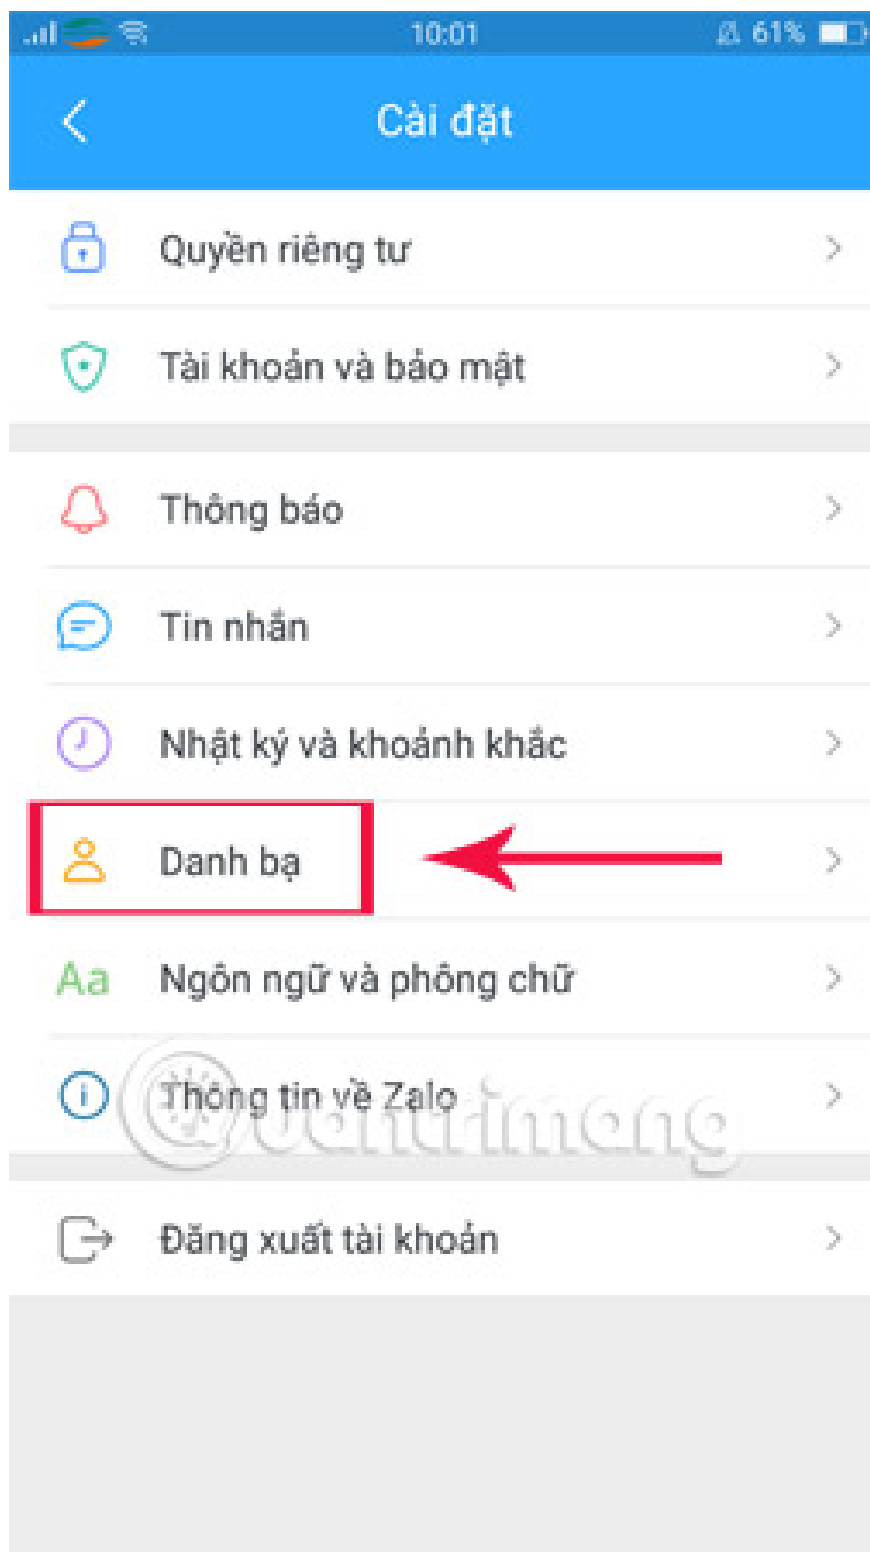 10:01
61%
Cài đặt
Quyền riêng tư
Tài khoản và bảo mật
Thông báo
Tin nhắn
Nhật ký và khoảnh khắc
Danh bạ
Aa Ngôn ngữ và phông chữ
Thông tin về Zalo
Quantrimang
Đăng xuất tài khoản